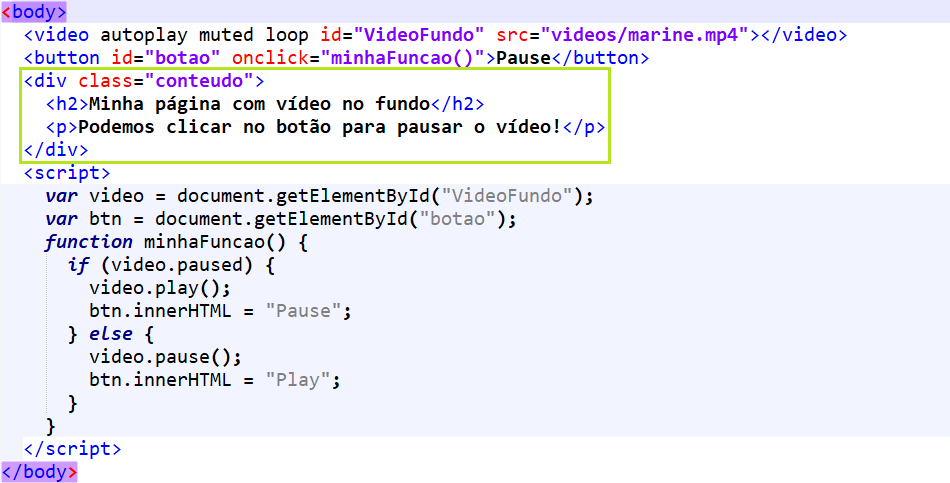 <body>
<video autoplay muted loop id="VideoFundo" src="videos/marine.mp4"></video>
<button id="botao" onclick="minhaFuncao()">Pause</button>
<div class="conteudo">
<h2>Minha página com vídeo no fundo</h2>
<p>Podemos clicar no botão para pausar o vídeo!</p>
</div>
<script>
var video = document.getElementById("VideoFundo");
var btn = document.getElementById("botao");
function minhaFuncao() {
if (video.paused) {
video.play();
btn.innerHTML = "Pause";
} else {
video.pause();
btn.innerHTML = "Play";
}
}
</script>
</body>